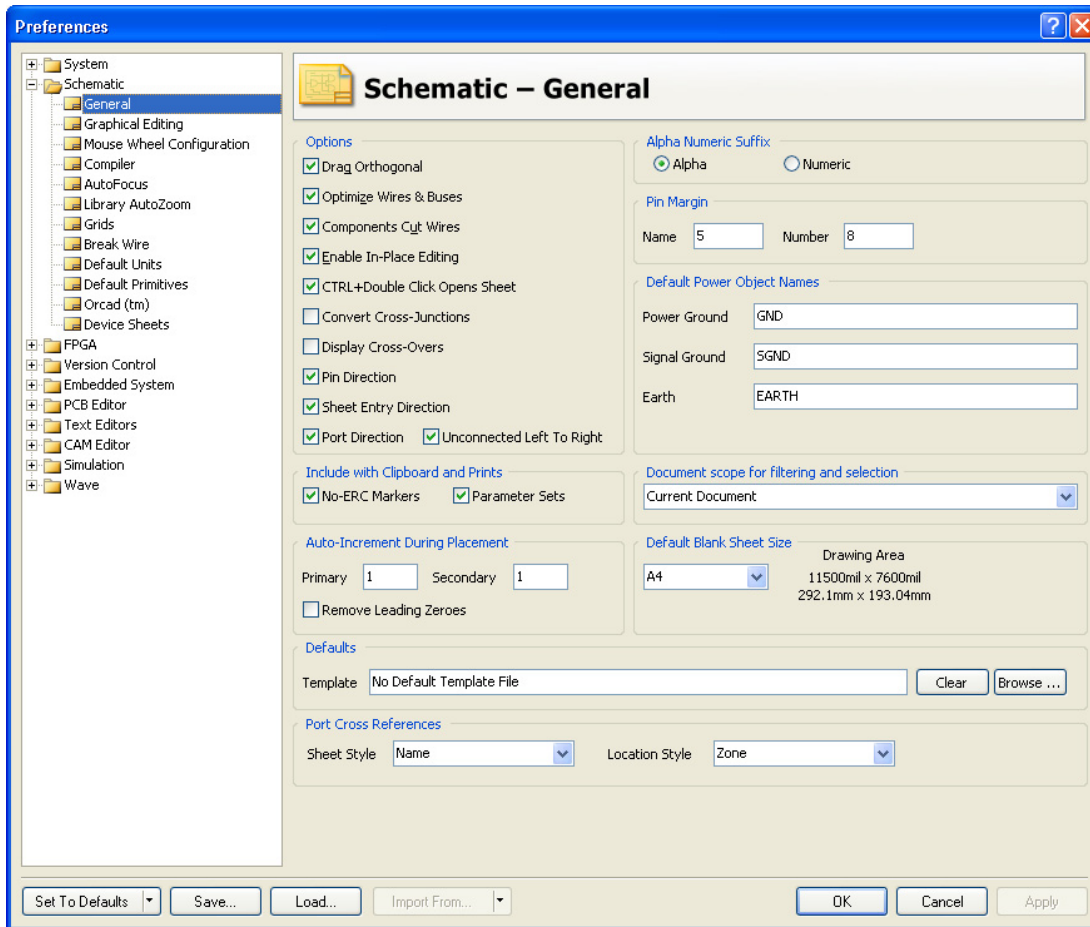 Preferences
System
Schematic
General
Graphical Editing
Mouse Wheel Configuration
Compiler
AutoFocus
Library AutoZoom
Grids
Break Wire
Default Units
Default Primitives
Orcad (tm)
Device Sheets
FPGA
Version Control
Embedded System
PCB Editor
Text Editors
CAM Editor
Simulation
Wave
Schematic – General
Options
Drag Orthogonal
Optimize Wires & Buses
Components Cut Wires
Enable In-Place Editing
CTRL+Double Click Opens Sheet
Convert Cross-Junctions
Display Cross-Overs
Pin Direction
Sheet Entry Direction
Port Direction Unconnected Left To Right
Alpha Numeric Suffix
Alpha Numeric
Pin Margin
Name 5 Number 8
Default Power Object Names
Power Ground GND
Signal Ground SGND
Earth EARTH
Include with Clipboard and Prints
No-ERC Markers Parameter Sets
Document scope for filtering and selection
Current Document
Auto-Increment During Placement
Primary 1 Secondary 1
Remove Leading Zeroes
Default Blank Sheet Size
Drawing Area
A4 11500mil x 7600mil
292.1mm x 193.04mm
Defaults
Template No Default Template File Clear Browse ...
Port Cross References
Sheet Style Name Location Style Zone
Set To Defaults Save... Load... Import From... OK Cancel Apply